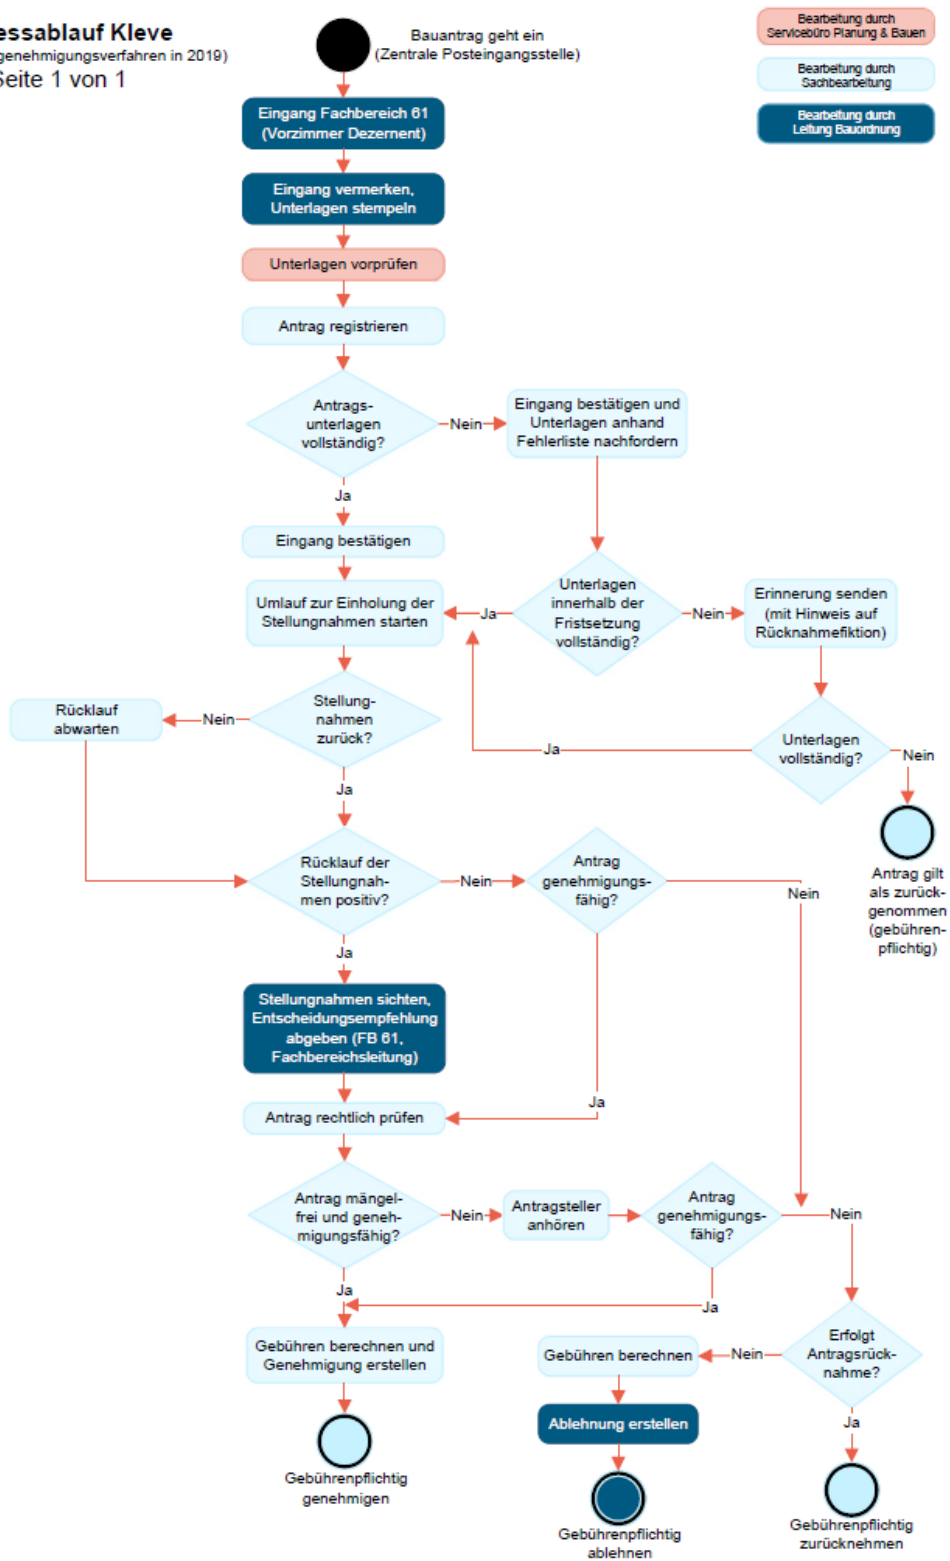 essablauf Kleve
genehmigungsverfahren in 2019)
Seite 1 von 1
Bauantrag geht ein
(Zentrale Posteingangsstelle)
Bearbeitung durch
Servicebüro Planung & Bauen
Bearbeitung durch
Sachbearbeitung
Bearbeitung durch
Leitung Bauordnung
Eingang Fachbereich 61
(Vorzimmer Dezernent)
Eingang vermerken,
Unterlagen stempeln
Unterlagen vorprüfen
Antrag registrieren
Antrags-
unterlagen
vollständig?
Nein
Eingang bestätigen und
Unterlagen anhand
Fehlerliste nachfordern
Ja
Eingang bestätigen
Umlauf zur Einholung der
Stellungnahmen starten
Ja
Unterlagen
innerhalb der
Fristsetzung
vollständig?
Nein
Erinnerung senden
(mit Hinweis auf
Rücknahmefiktion)
Rücklauf
abwarten
Nein
Stellung-
nahmen
zurück?
Ja
Unterlagen
vollständig?
Nein
Ja
Antrag gilt
als zurück-
genommen
(gebühren-
pflichtig)
Rücklauf der
Stellungnah-
men positiv?
Nein
Antrag
genehmigungs-
fähig?
Nein
Ja
Stellungnahmen sichten,
Entscheidungsempfehlung
abgeben (FB 61,
Fachbereichsleitung)
Ja
Antrag rechtlich prüfen
Antrag mängel-
frei und geneh-
migungsfähig?
Nein
Antragsteller
anhören
Antrag
genehmigungs-
fähig?
Nein
Ja
Ja
Gebühren berechnen und
Genehmigung erstellen
Gebühren berechnen
Nein
Erfolgt
Antragsrück-
nahme?
Ablehnung erstellen
Ja
Gebührenpflichtig
genehmigen
Gebührenpflichtig
ablehnen
Gebührenpflichtig
zurücknehmen